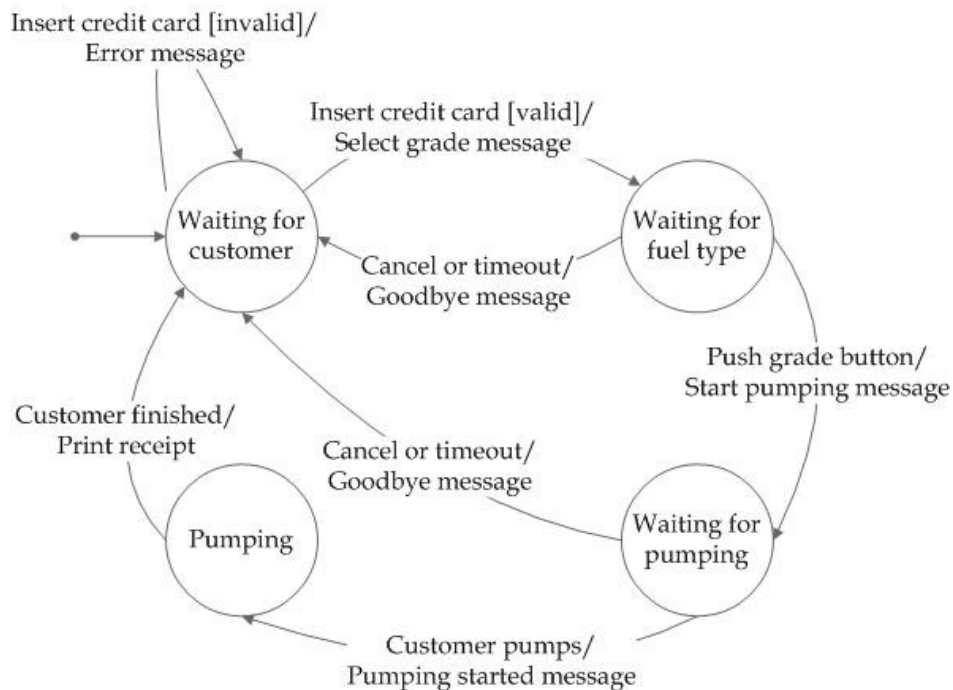 Insert credit card [invalid]/
Error message
Insert credit card [valid]/
Select grade message
Waiting for
customer
Waiting for
fuel type
Cancel or timeout/
Goodbye message
Push grade button/
Start pumping message
Customer finished/
Print receipt
Cancel or timeout/
Goodbye message
Pumping
Waiting for
pumping
Customer pumps/
Pumping started message